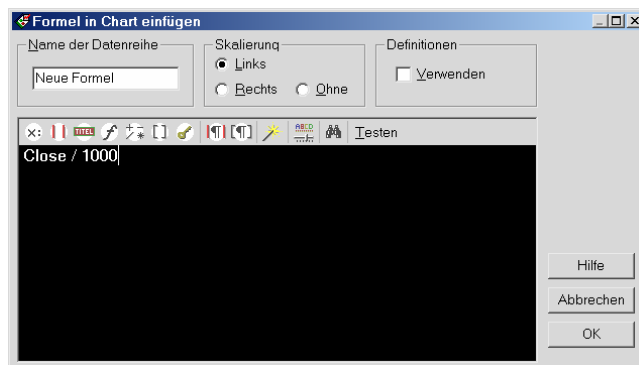 Formel in Chart einfügen
Name der Datenreihe
Neue Formel
Skalierung
Links
Rechts
Ohne
Definitionen
Verwenden
x:
TITEL
f
[]
|¶|
[¶]
ABCD
Testen
Close / 1000
Hilfe
Abbrechen
OK